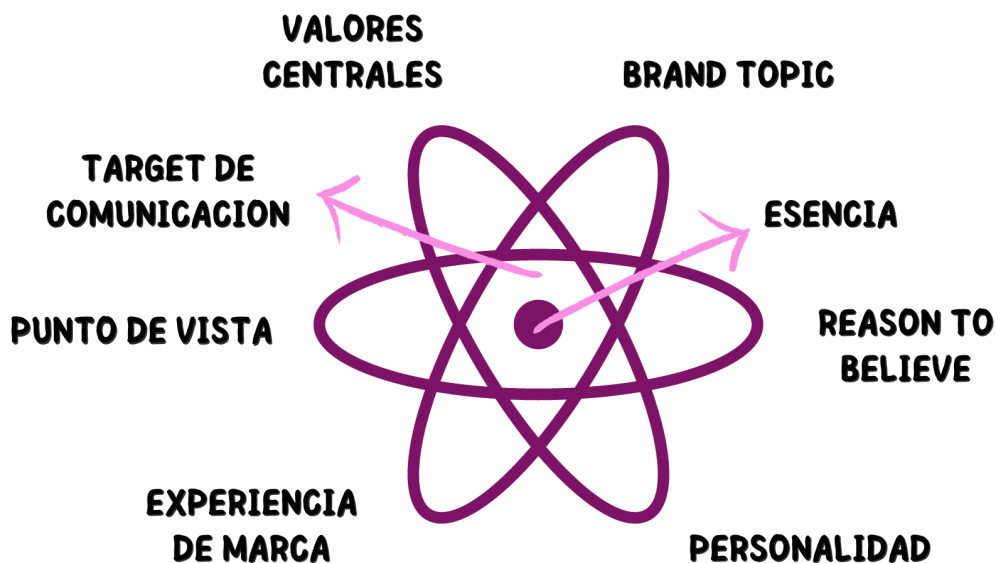 VALORES
CENTRALES
BRAND TOPIC
TARGET DE
COMUNICACION
ESENCIA
PUNTO DE VISTA
REASON TO
BELIEVE
EXPERIENCIA
DE MARCA
PERSONALIDAD